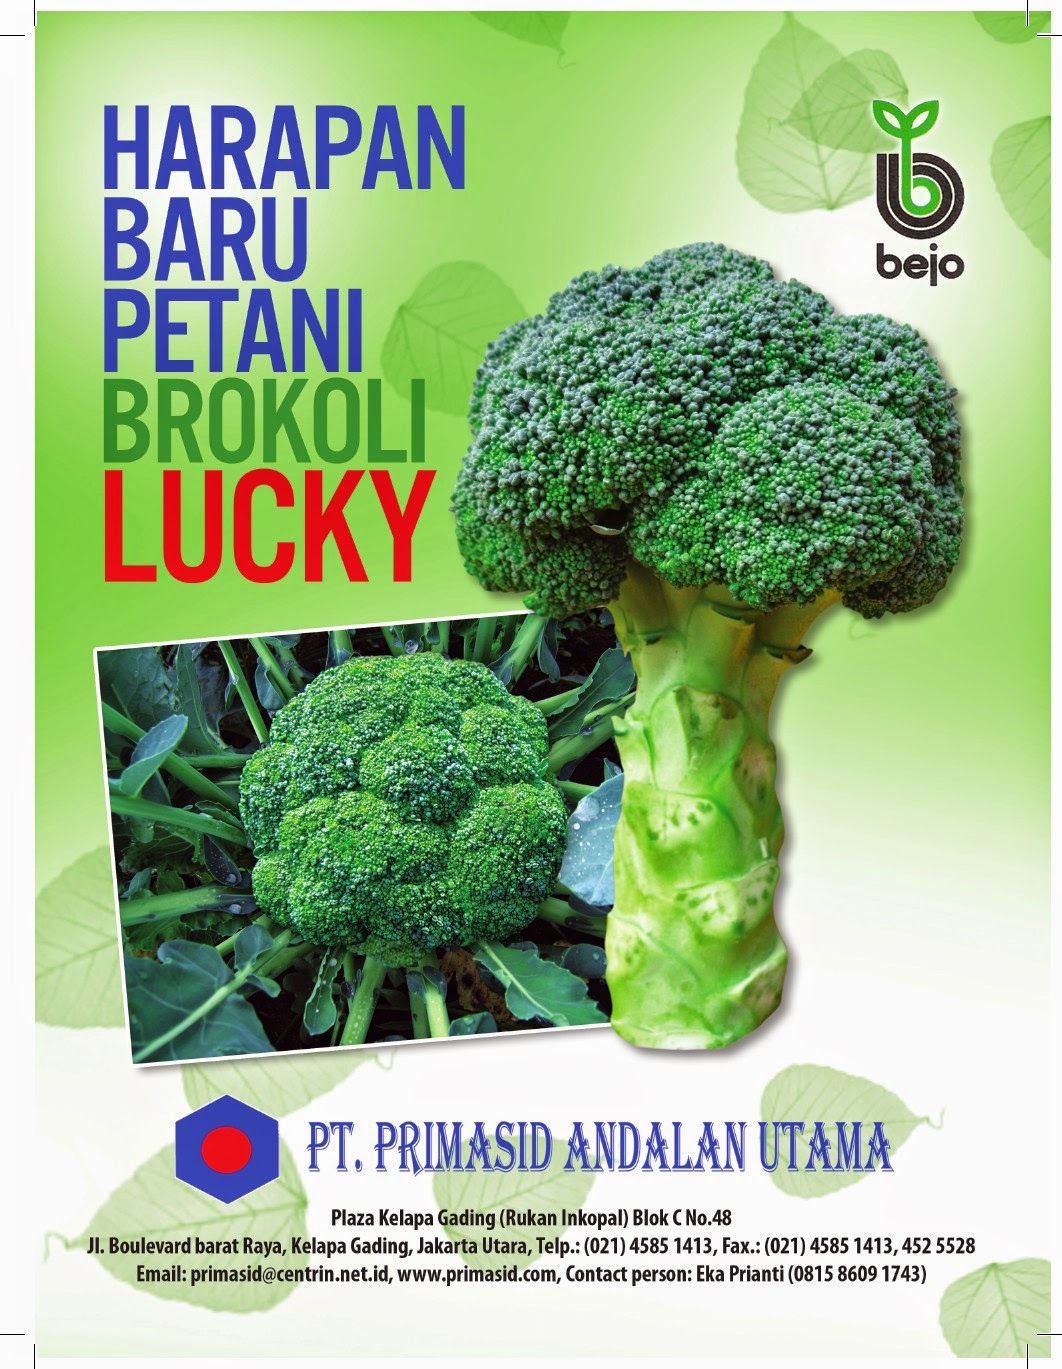 HARAPAN
BARU
PETANI
BROKOLI
LUCKY
bejo
PT. PRIMASID ANDALAN UTAMA
Plaza Kelapa Gading (Rukan Inkopal) Blok C No.48
Jl. Boulevard barat Raya, Kelapa Gading, Jakarta Utara, Telp.: (021) 4585 1413, Fax.: (021) 4585 1413, 452 5528
Email: primasid@centrin.net.id, www.primasid.com, Contact person: Eka Prianti (0815 8609 1743)